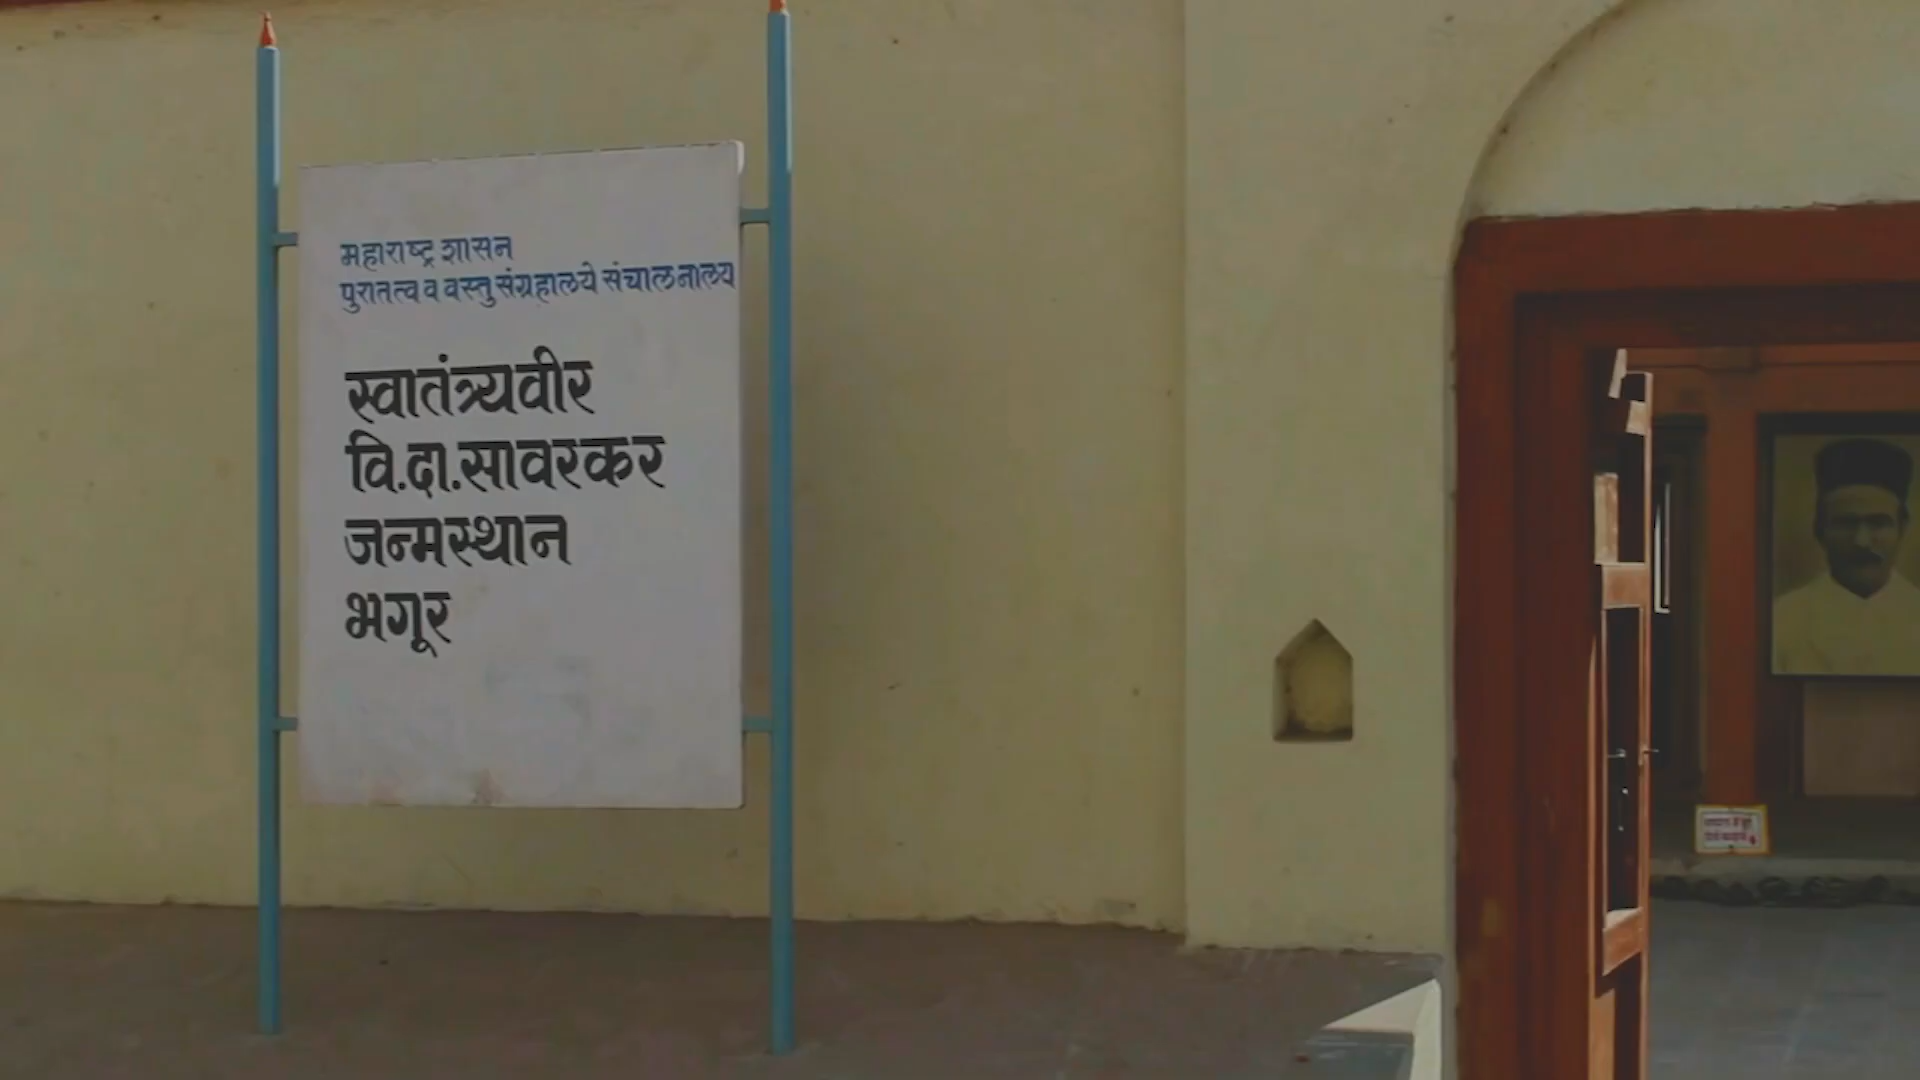 महाराष्ट्र शासन
पुरातत्व व वस्तुसंग्रहालये संचालनालय
स्वातंत्र्यवीर
वि.दा.सावरकर
जन्मस्थान
भगूर